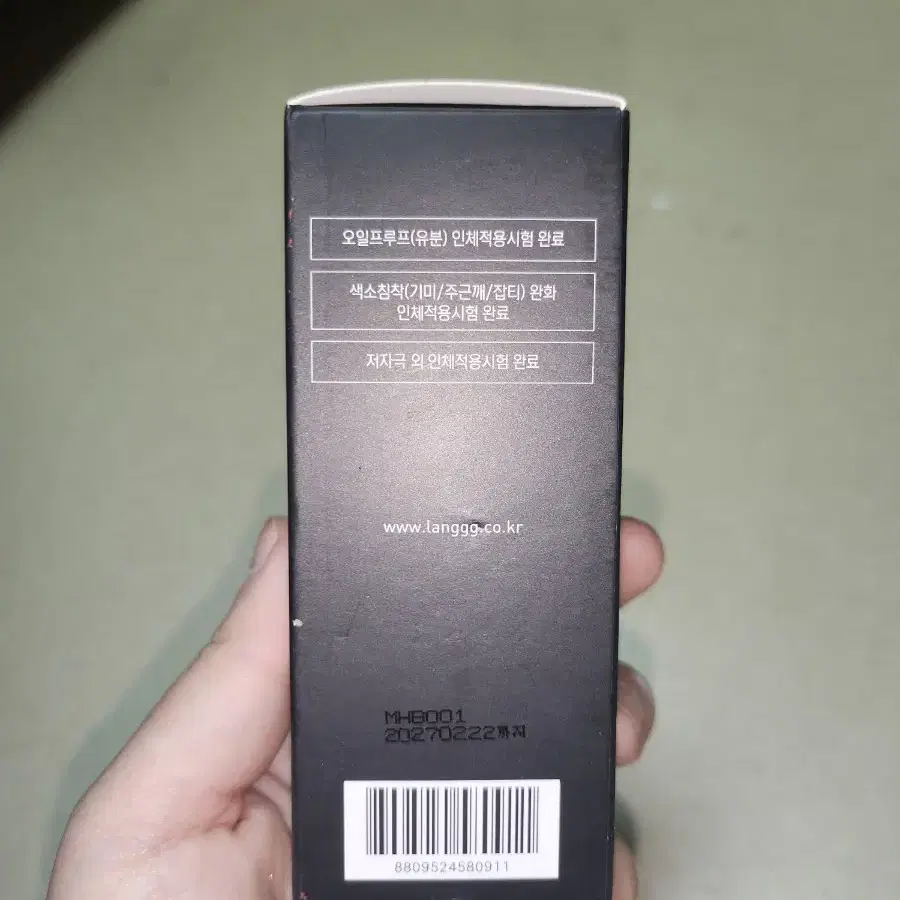 오일프루프(유분) 인체적용시험 완료
색소침착(기미/주근깨/잡티) 완화
인체적용시험 완료
저자극 외 인체적용시험 완료
www.langgg.co.kr
MHB001
20270222까지
8809524580911